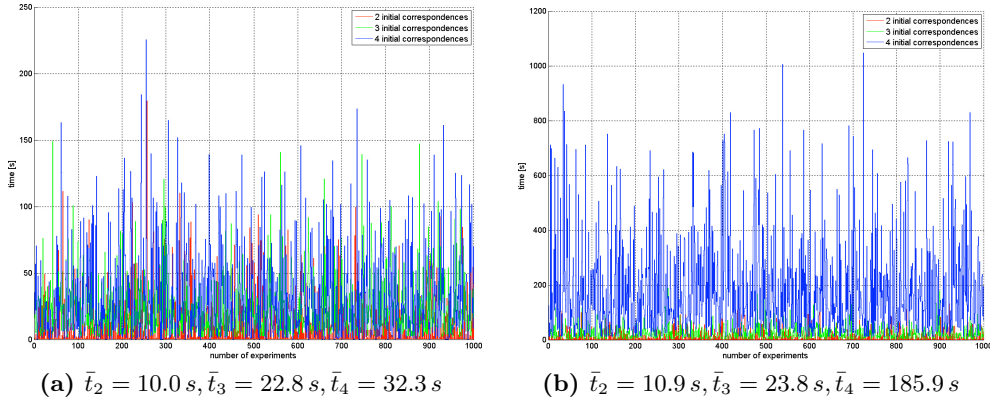 2 initial correspondences
3 initial correspondences
4 initial correspondences
250
200
150
100
50
0
time [s]
0 100 200 300 400 500 600 700 800 900 1000
number of experiments
(a) t̄₂ = 10.0 s, t̄₃ = 22.8 s, t̄₄ = 32.3 s
2 initial correspondences
3 initial correspondences
4 initial correspondences
1200
1000
800
600
400
200
0
time [s]
0 100 200 300 400 500 600 700 800 900 1000
number of experiments
(b) t̄₂ = 10.9 s, t̄₃ = 23.8 s, t̄₄ = 185.9 s